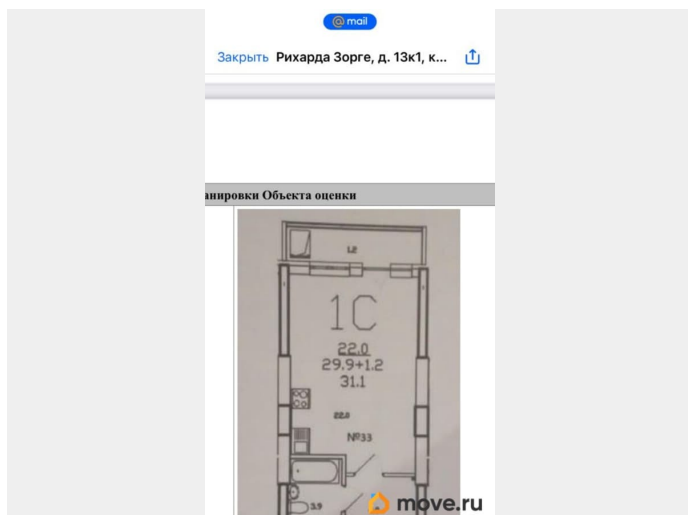 @ mail
Закрыть Рихарда Зорге, д. 13к1, к...
анировки Объекта оценки
1.2
1С
22.0
29.9+1.2
31.1
22.0
№33
3.9
move.ru